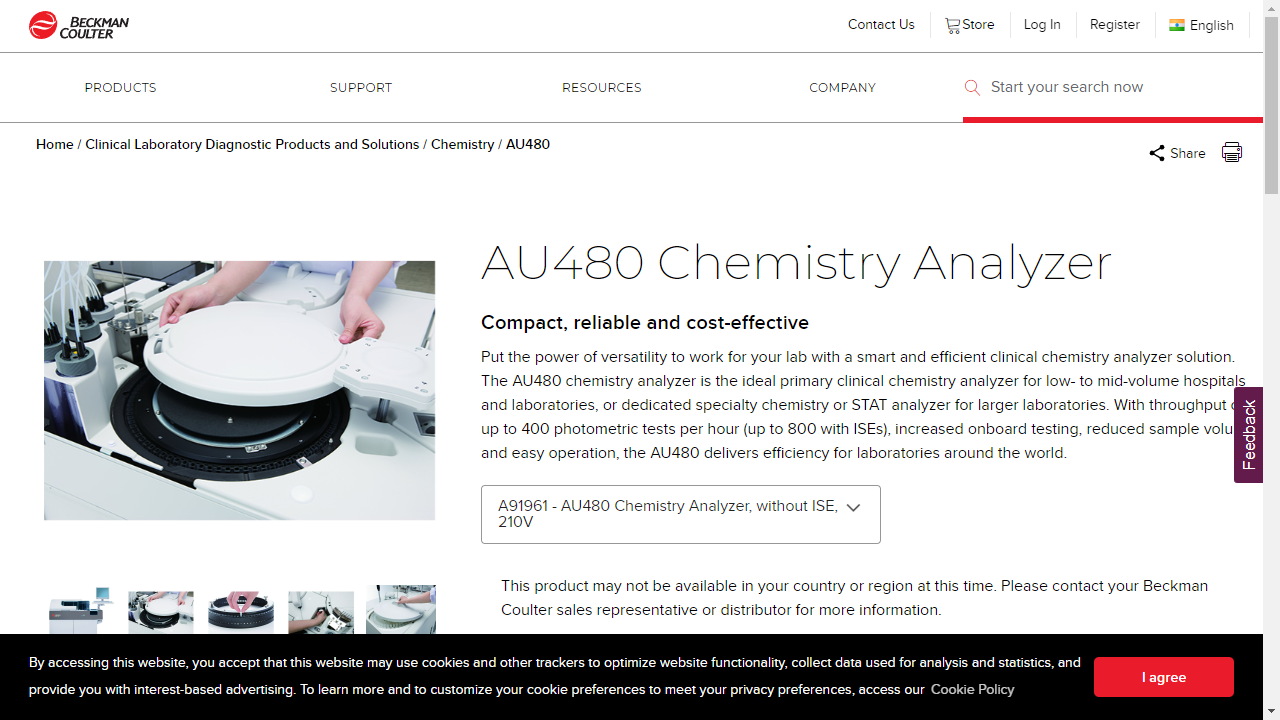 BECKMAN
COULTER
Contact Us
Store
Log In
Register
English
PRODUCTS
SUPPORT
RESOURCES
COMPANY
Start your search now
Home / Clinical Laboratory Diagnostic Products and Solutions / Chemistry / AU480
Share
AU480 Chemistry Analyzer
Compact, reliable and cost-effective
Put the power of versatility to work for your lab with a smart and efficient clinical chemistry analyzer solution.
The AU480 chemistry analyzer is the ideal primary clinical chemistry analyzer for low- to mid-volume hospitals
and laboratories, or dedicated specialty chemistry or STAT analyzer for larger laboratories. With throughput
up to 400 photometric tests per hour (up to 800 with ISEs), increased onboard testing, reduced sample
and easy operation, the AU480 delivers efficiency for laboratories around the world.
Feedback
A91961 - AU480 Chemistry Analyzer, without ISE,
210V
This product may not be available in your country or region at this time. Please contact your Beckman
Coulter sales representative or distributor for more information.
By accessing this website, you accept that this website may use cookies and other trackers to optimize website functionality, collect data used for analysis and statistics, and
provide you with interest-based advertising. To learn more and to customize your cookie preferences to meet your privacy preferences, access our Cookie Policy
I agree